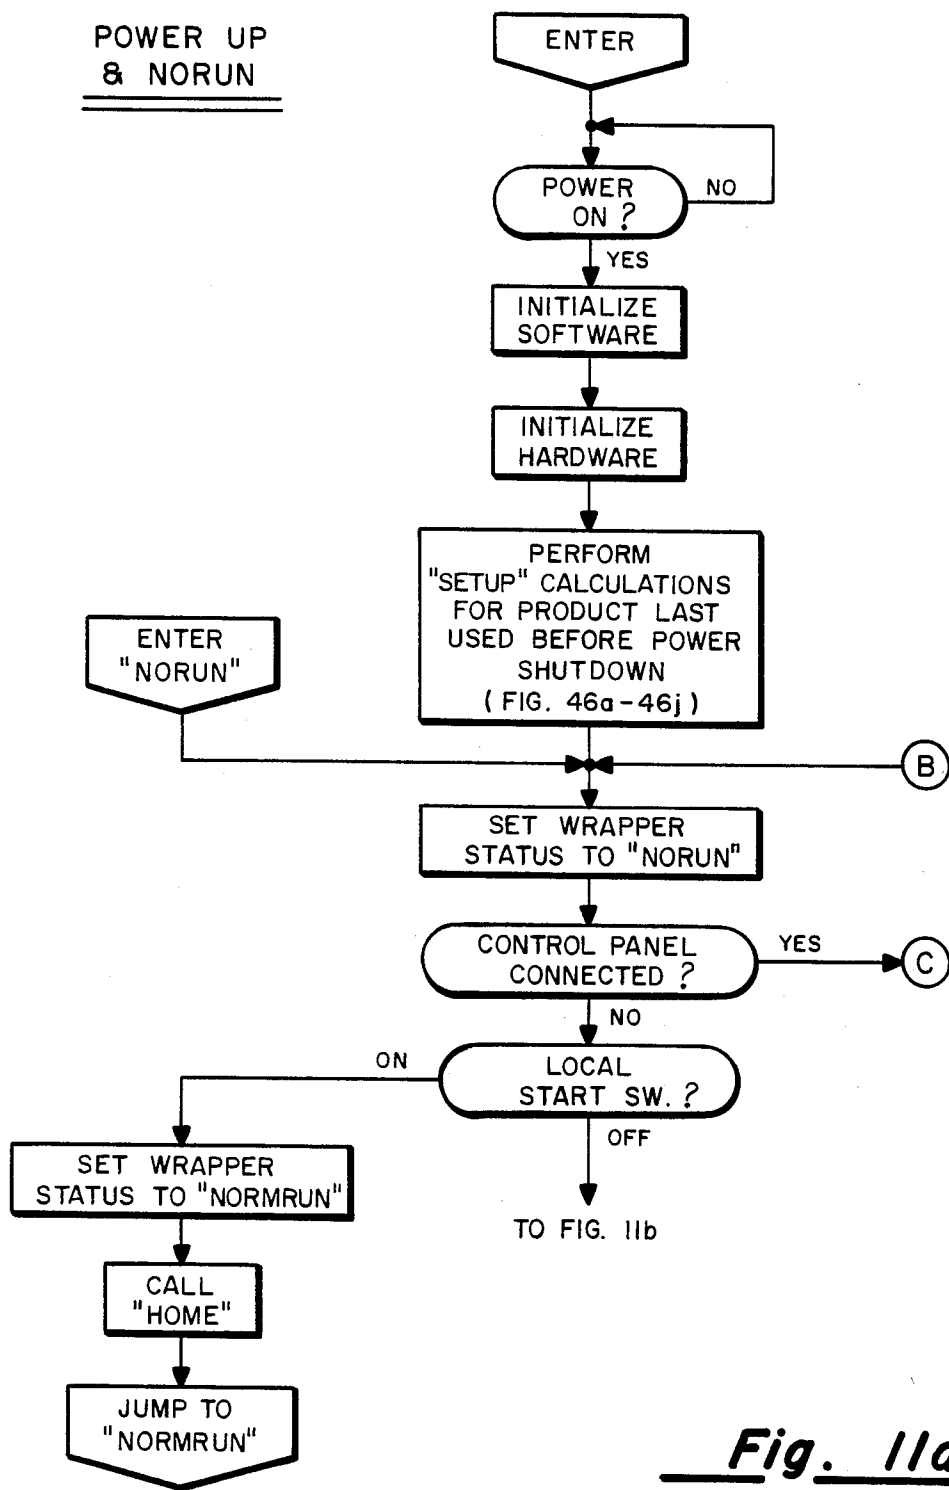 POWER UP
& NORUN
ENTER
POWER
ON ?
NO
YES
INITIALIZE
SOFTWARE
INITIALIZE
HARDWARE
PERFORM
"SETUP" CALCULATIONS
FOR PRODUCT LAST
USED BEFORE POWER
SHUTDOWN
( FIG. 46a-46j )
ENTER
"NORUN"
B
SET WRAPPER
STATUS TO "NORUN"
CONTROL PANEL
CONNECTED ?
YES
C
NO
LOCAL
START SW. ?
ON
OFF
SET WRAPPER
STATUS TO "NORMRUN"
TO FIG. 11b
CALL
"HOME"
JUMP TO
"NORMRUN"
Fig. 11a